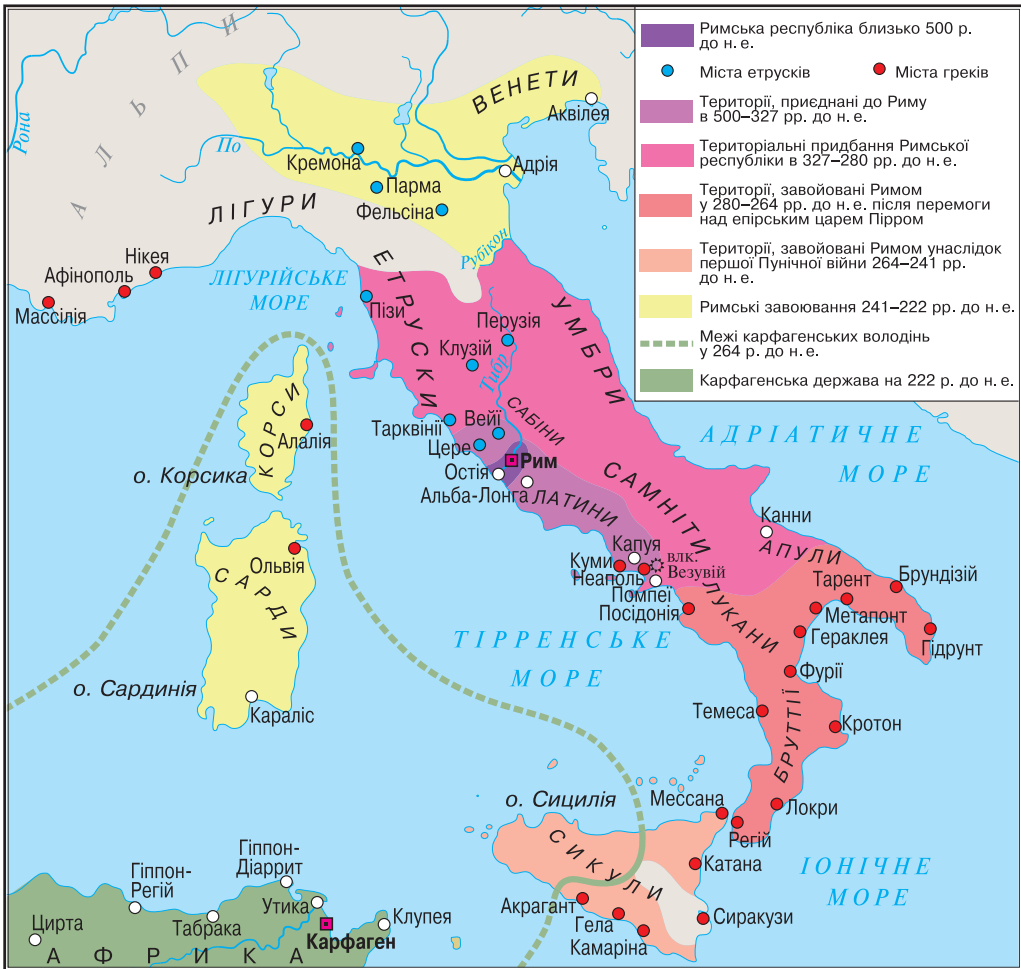 Римська республіка близько 500 р.
до н. е.
Міста етрусків
Міста греків
Території, приєднані до Риму
в 500–327 рр. до н. е.
Територіальні придбання Римської
республіки в 327–280 рр. до н. е.
Території, завойовані Римом
у 280–264 рр. до н. е. після перемоги
над епірським царем Пірром
Території, завойовані Римом унаслідок
першої Пунічної війни 264–241 рр.
до н. е.
Римські завоювання 241–222 рр. до н. е.
Межі карфагенських володінь
у 264 р. до н. е.
Карфагенська держава на 222 р. до н. е.
АЛЬПИ
Рона
ВЕНЕТИ
Аквілея
По
Кремона
Адрія
Парма
Фельсіна
ЛІГУРИ
Рубікон
Нікея
Афінополь
Массілія
ЛІГУРІЙСЬКЕ
МОРЕ
Пізи
ЕТРУСКИ
УМБРИ
Перузія
Клузій
Тибр
САБІНИ
Тарквінії
Вейї
Цере
Рим
Остія
Альба-Лонга
ЛАТИНИ
САМНІТИ
АДРІАТИЧНЕ
МОРЕ
КОРСИ
Алалія
о. Корсика
Ольвія
САРДИ
о. Сардинія
Караліс
Канни
АПУЛИ
Капуя
влк.
Везувій
Куми
Неаполь
Помпеї
Посідонія
ЛУКАНИ
Тарент
Брундізій
Метапонт
Гераклея
Гідрунт
ТІРРЕНСЬКЕ
МОРЕ
Фурії
Темеса
БРУТТІЇ
Кротон
Локри
Мессана
Регій
о. Сицилія
СИКУЛИ
Катана
ІОНІЧНЕ
МОРЕ
Акрагант
Гела
Камаріна
Сиракузи
Гіппон-
Діаррит
Гіппон-
Регій
Утика
Клупея
Цирта
Табрака
Карфаген
АФРИКА